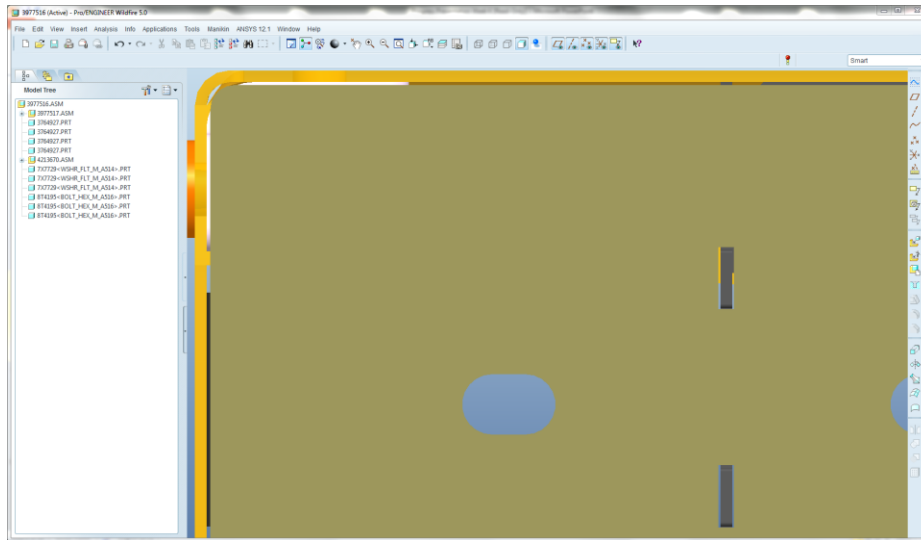 3977516 (Active) - Pro/ENGINEER Wildfire 5.0
File Edit View Insert Analysis Info Applications Tools Manikin ANSYS 12.1 Window Help
Smart
Model Tree
3977516.ASM
3977517.ASM
3764927.PRT
3764927.PRT
3764927.PRT
3764927.PRT
4213670.ASM
7X7729<WSHR_FLT_M_A514>.PRT
7X7729<WSHR_FLT_M_A514>.PRT
7X7729<WSHR_FLT_M_A514>.PRT
8T4195<BOLT_HEX_M_A516>.PRT
8T4195<BOLT_HEX_M_A516>.PRT
8T4195<BOLT_HEX_M_A516>.PRT